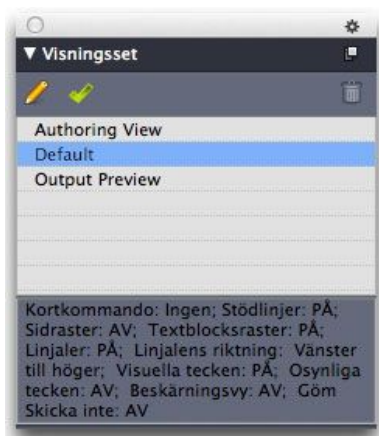 Visningsset
Authoring View
Default
Output Preview
Kortkommando: Ingen; Stödlinjer: PÅ;
Sidraster: AV; Textblocksraster: PÅ;
Linjaler: PÅ; Linjalens riktning: Vänster
till höger; Visuella tecken: PÅ; Osynliga
tecken: AV; Beskärningsvy: AV; Göm
Skicka inte: AV